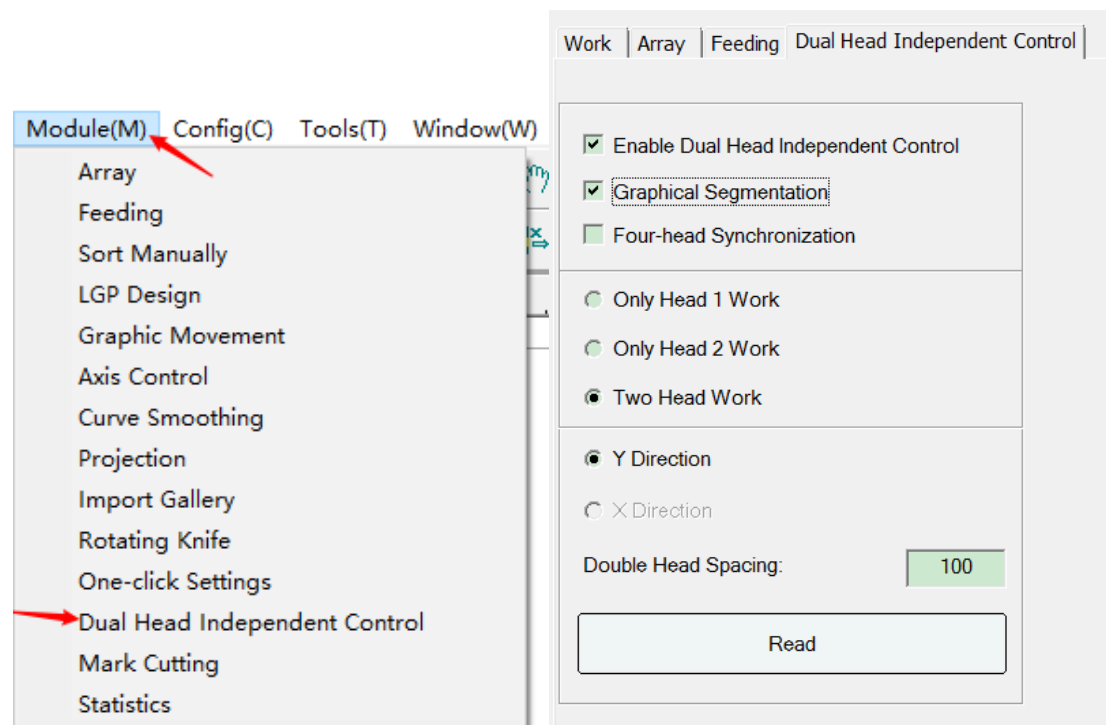 Module(M) Config(C) Tools(T) Window(W)
Array
Feeding
Sort Manually
LGP Design
Graphic Movement
Axis Control
Curve Smoothing
Projection
Import Gallery
Rotating Knife
One-click Settings
Dual Head Independent Control
Mark Cutting
Statistics
Work Array Feeding Dual Head Independent Control
Enable Dual Head Independent Control
Graphical Segmentation
Four-head Synchronization
Only Head 1 Work
Only Head 2 Work
Two Head Work
Y Direction
X Direction
Double Head Spacing: 100
Read